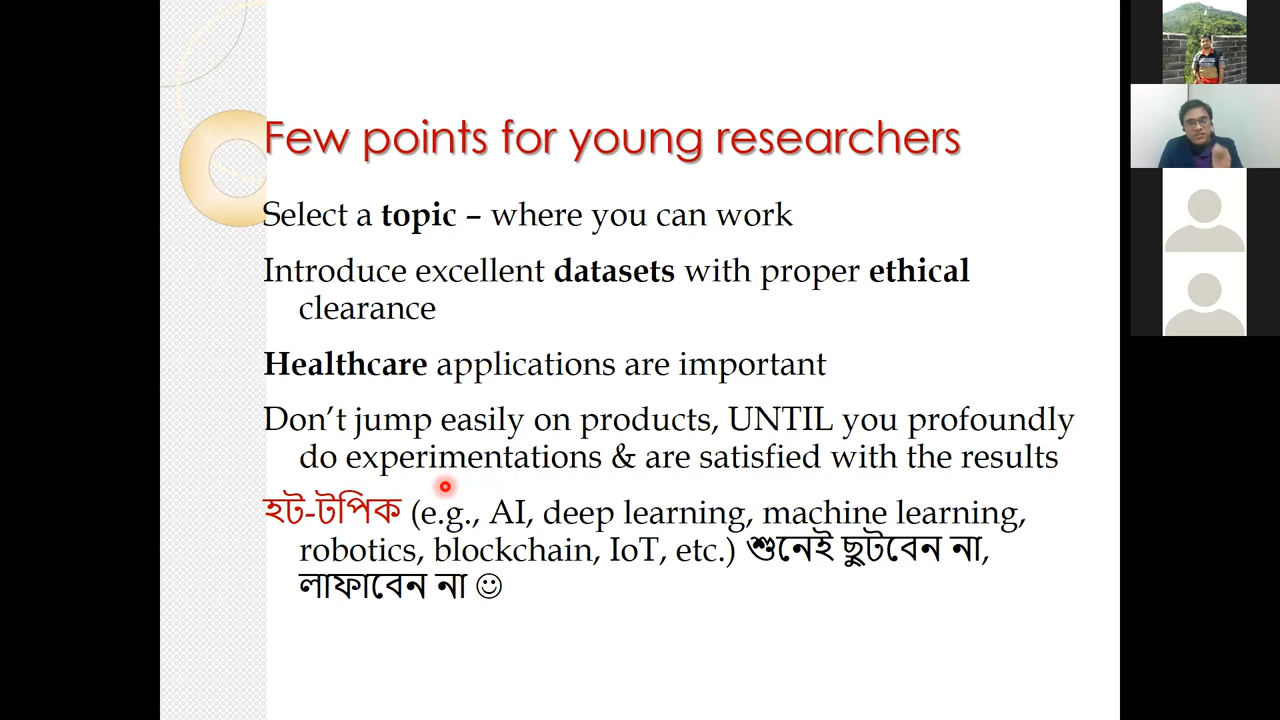 Few points for young researchers
Select a topic – where you can work
Introduce excellent datasets with proper ethical
clearance
Healthcare applications are important
Don’t jump easily on products, UNTIL you profoundly
do experimentations & are satisfied with the results
হট-টপিক (e.g., AI, deep learning, machine learning,
robotics, blockchain, IoT, etc.) শুনেই ছুটবেন না,
লাফাবেন না ☺